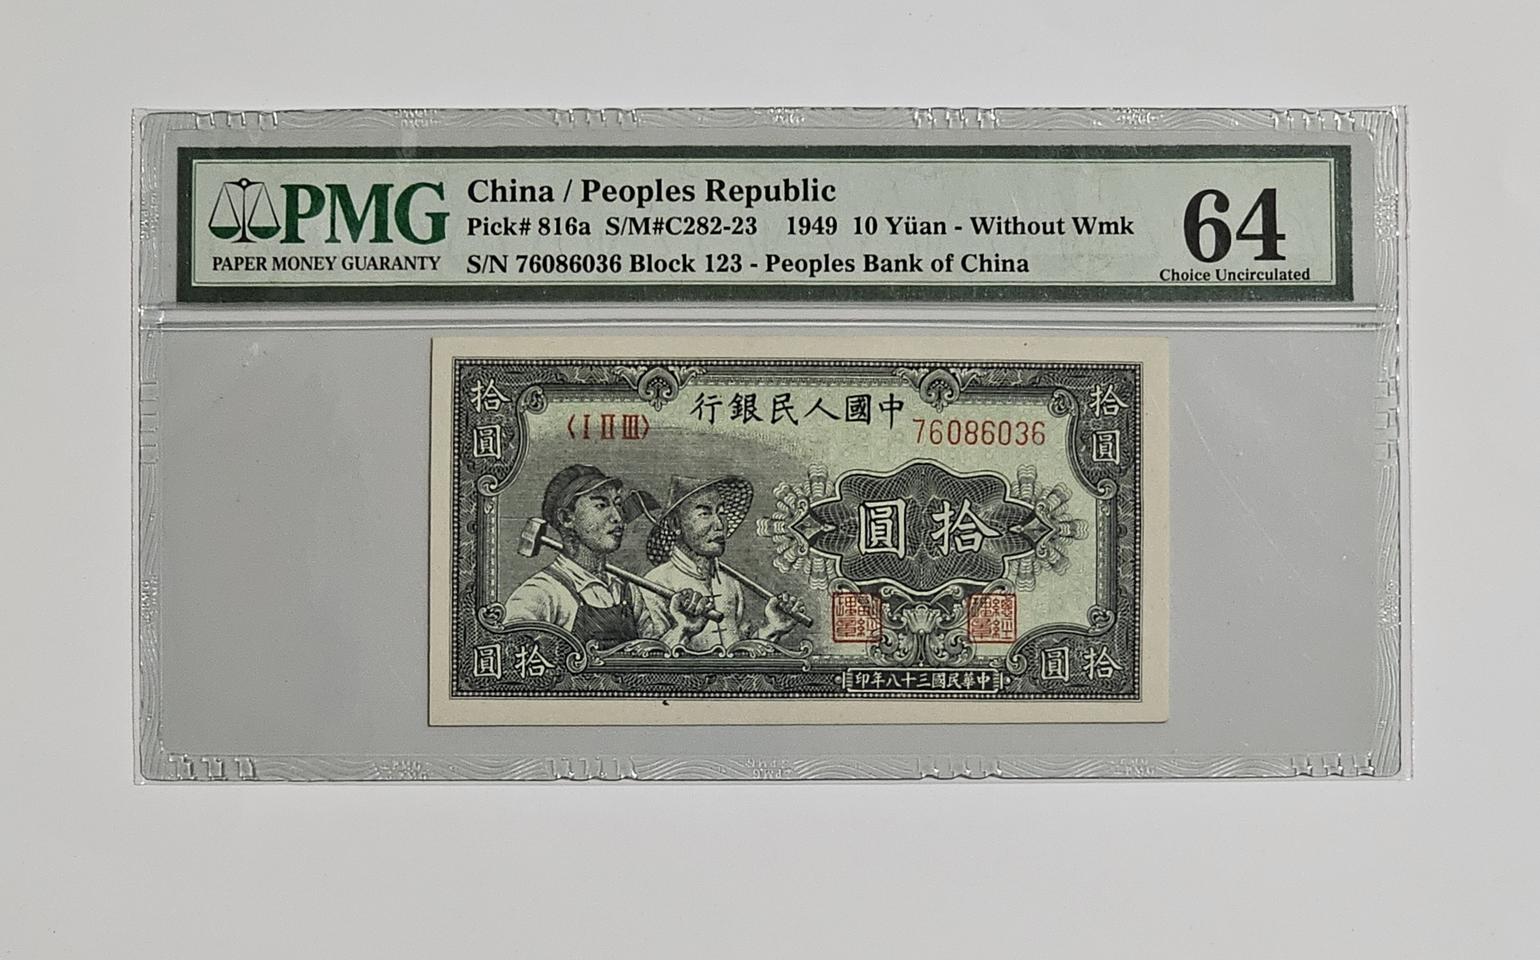 PMG
PAPER MONEY GUARANTY
China / Peoples Republic
Pick# 816a S/M#C282-23 1949 10 Yüan - Without Wmk
S/N 76086036 Block 123 - Peoples Bank of China
64
Choice Uncirculated
拾圓
拾圓
行銀民人國中
〈ⅠⅡⅢ〉
76086036
圓拾
圓拾
圓拾
印年八十三國民華中